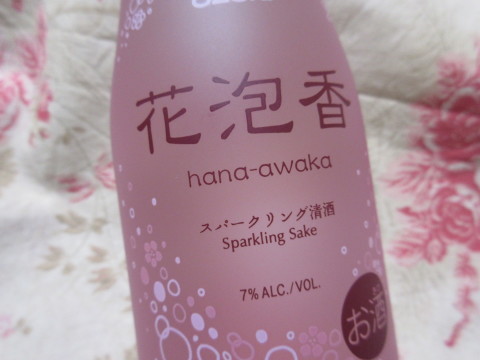 花泡香
hana-awaka
スパークリング清酒
Sparkling Sake
7% ALC./VOL.
お酒